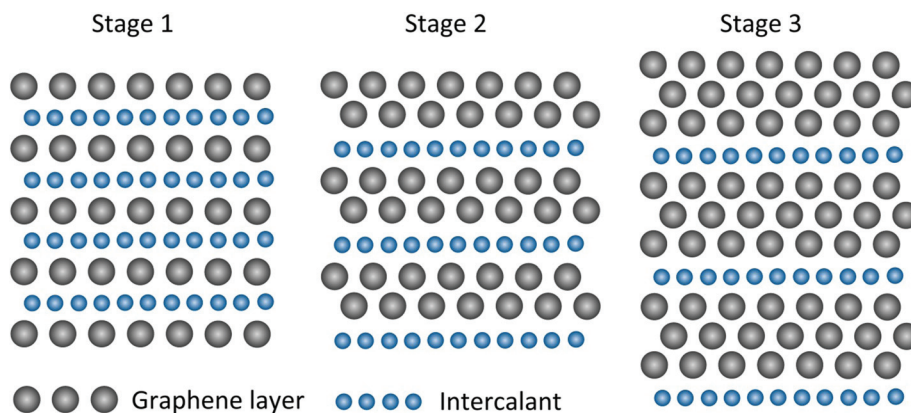 Stage 1
Stage 2
Stage 3
Graphene layer
Intercalant